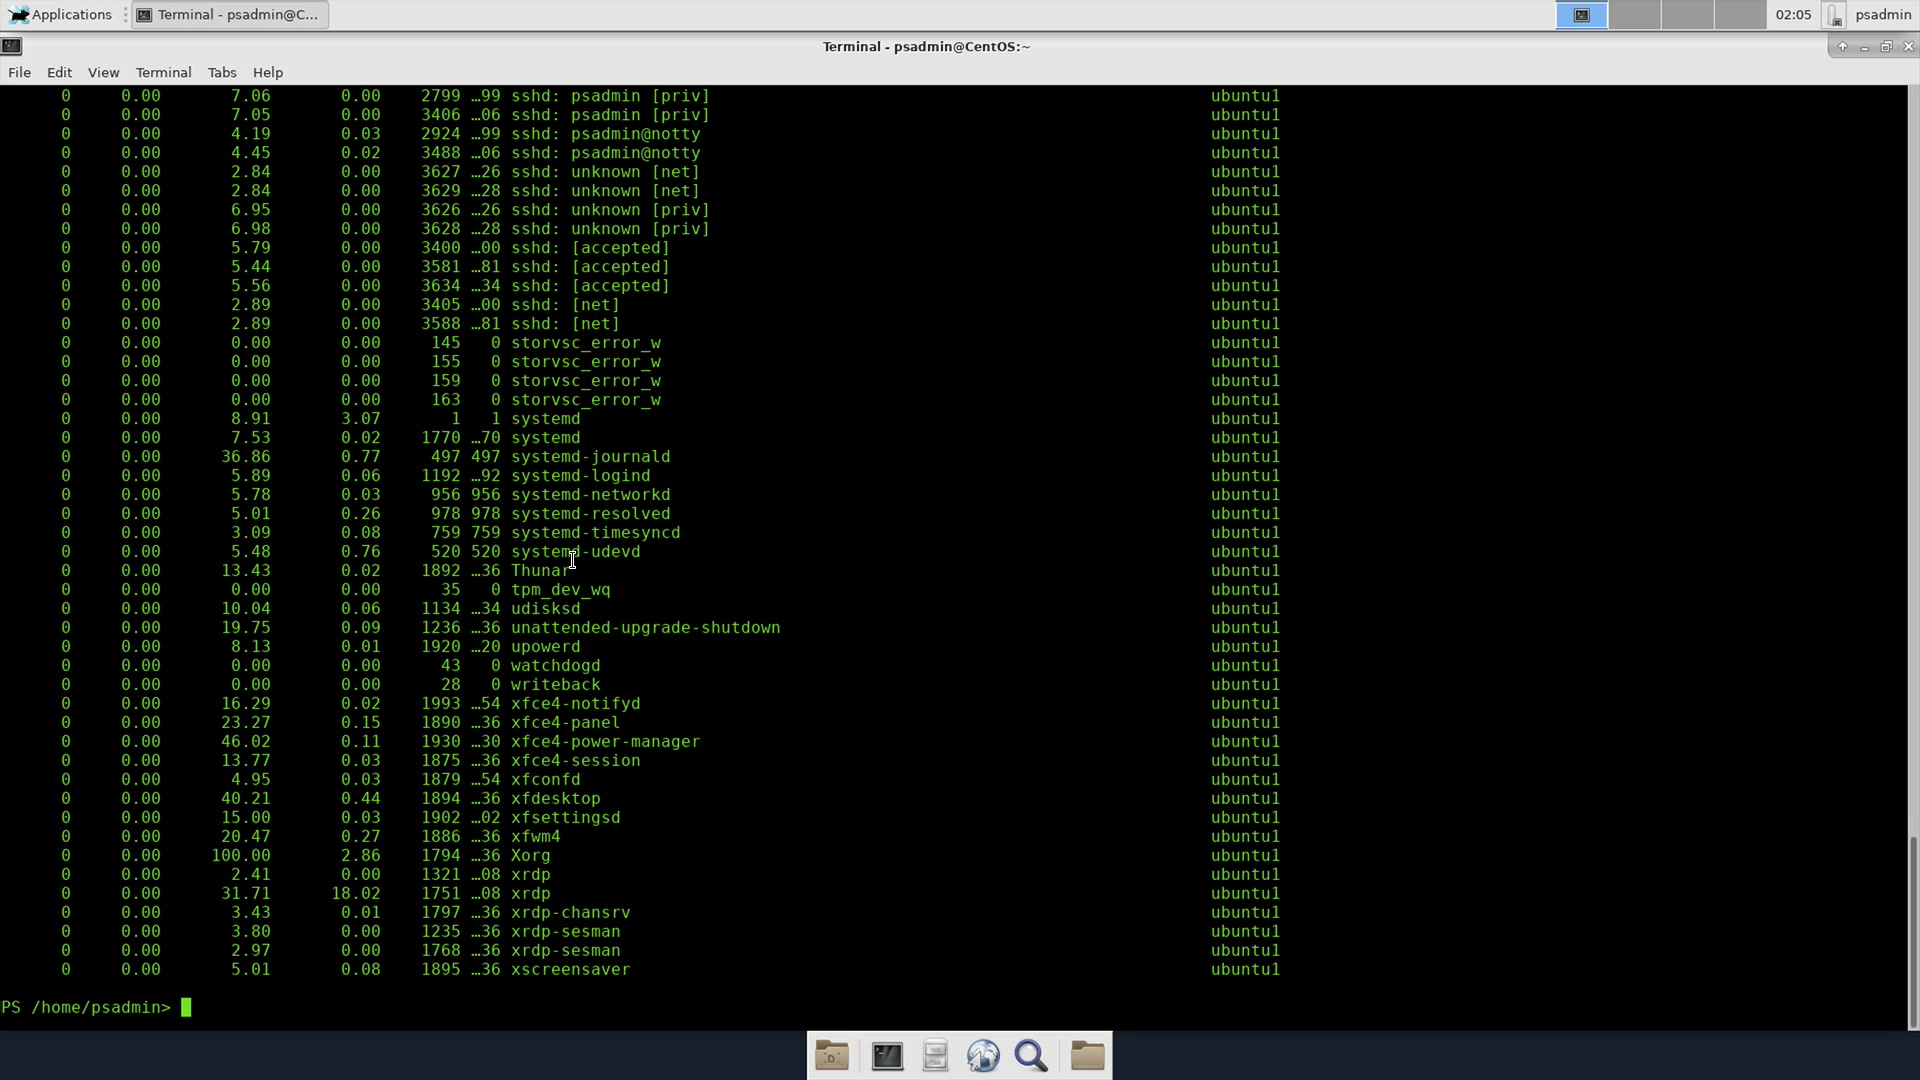 Applications
Terminal - psadmin@C...
02:05
psadmin
Terminal - psadmin@CentOS:~
File Edit View Terminal Tabs Help
0 0.00 7.06 0.00 2799 …99 sshd: psadmin [priv] ubuntu1
0 0.00 7.05 0.00 3406 …06 sshd: psadmin [priv] ubuntu1
0 0.00 4.19 0.03 2924 …99 sshd: psadmin@notty ubuntu1
0 0.00 4.45 0.02 3488 …06 sshd: psadmin@notty ubuntu1
0 0.00 2.84 0.00 3627 …26 sshd: unknown [net] ubuntu1
0 0.00 2.84 0.00 3629 …28 sshd: unknown [net] ubuntu1
0 0.00 6.95 0.00 3626 …26 sshd: unknown [priv] ubuntu1
0 0.00 6.98 0.00 3628 …28 sshd: unknown [priv] ubuntu1
0 0.00 5.79 0.00 3400 …00 sshd: [accepted] ubuntu1
0 0.00 5.44 0.00 3581 …81 sshd: [accepted] ubuntu1
0 0.00 5.56 0.00 3634 …34 sshd: [accepted] ubuntu1
0 0.00 2.89 0.00 3405 …00 sshd: [net] ubuntu1
0 0.00 2.89 0.00 3588 …81 sshd: [net] ubuntu1
0 0.00 0.00 0.00 145 0 storvsc_error_w ubuntu1
0 0.00 0.00 0.00 155 0 storvsc_error_w ubuntu1
0 0.00 0.00 0.00 159 0 storvsc_error_w ubuntu1
0 0.00 0.00 0.00 163 0 storvsc_error_w ubuntu1
0 0.00 8.91 3.07 1 1 systemd ubuntu1
0 0.00 7.53 0.02 1770 …70 systemd ubuntu1
0 0.00 36.86 0.77 497 497 systemd-journald ubuntu1
0 0.00 5.89 0.06 1192 …92 systemd-logind ubuntu1
0 0.00 5.78 0.03 956 956 systemd-networkd ubuntu1
0 0.00 5.01 0.26 978 978 systemd-resolved ubuntu1
0 0.00 3.09 0.08 759 759 systemd-timesyncd ubuntu1
0 0.00 5.48 0.76 520 520 systemd-udevd ubuntu1
0 0.00 13.43 0.02 1892 …36 Thunar ubuntu1
0 0.00 0.00 0.00 35 0 tpm_dev_wq ubuntu1
0 0.00 10.04 0.06 1134 …34 udisksd ubuntu1
0 0.00 19.75 0.09 1236 …36 unattended-upgrade-shutdown ubuntu1
0 0.00 8.13 0.01 1920 …20 upowerd ubuntu1
0 0.00 0.00 0.00 43 0 watchdogd ubuntu1
0 0.00 0.00 0.00 28 0 writeback ubuntu1
0 0.00 16.29 0.02 1993 …54 xfce4-notifyd ubuntu1
0 0.00 23.27 0.15 1890 …36 xfce4-panel ubuntu1
0 0.00 46.02 0.11 1930 …30 xfce4-power-manager ubuntu1
0 0.00 13.77 0.03 1875 …36 xfce4-session ubuntu1
0 0.00 4.95 0.03 1879 …54 xfconfd ubuntu1
0 0.00 40.21 0.44 1894 …36 xfdesktop ubuntu1
0 0.00 15.00 0.03 1902 …02 xfsettingsd ubuntu1
0 0.00 20.47 0.27 1886 …36 xfwm4 ubuntu1
0 0.00 100.00 2.86 1794 …36 Xorg ubuntu1
0 0.00 2.41 0.00 1321 …08 xrdp ubuntu1
0 0.00 31.71 18.02 1751 …08 xrdp ubuntu1
0 0.00 3.43 0.01 1797 …36 xrdp-chansrv ubuntu1
0 0.00 3.80 0.00 1235 …36 xrdp-sesman ubuntu1
0 0.00 2.97 0.00 1768 …36 xrdp-sesman ubuntu1
0 0.00 5.01 0.08 1895 …36 xscreensaver ubuntu1
PS /home/psadmin>